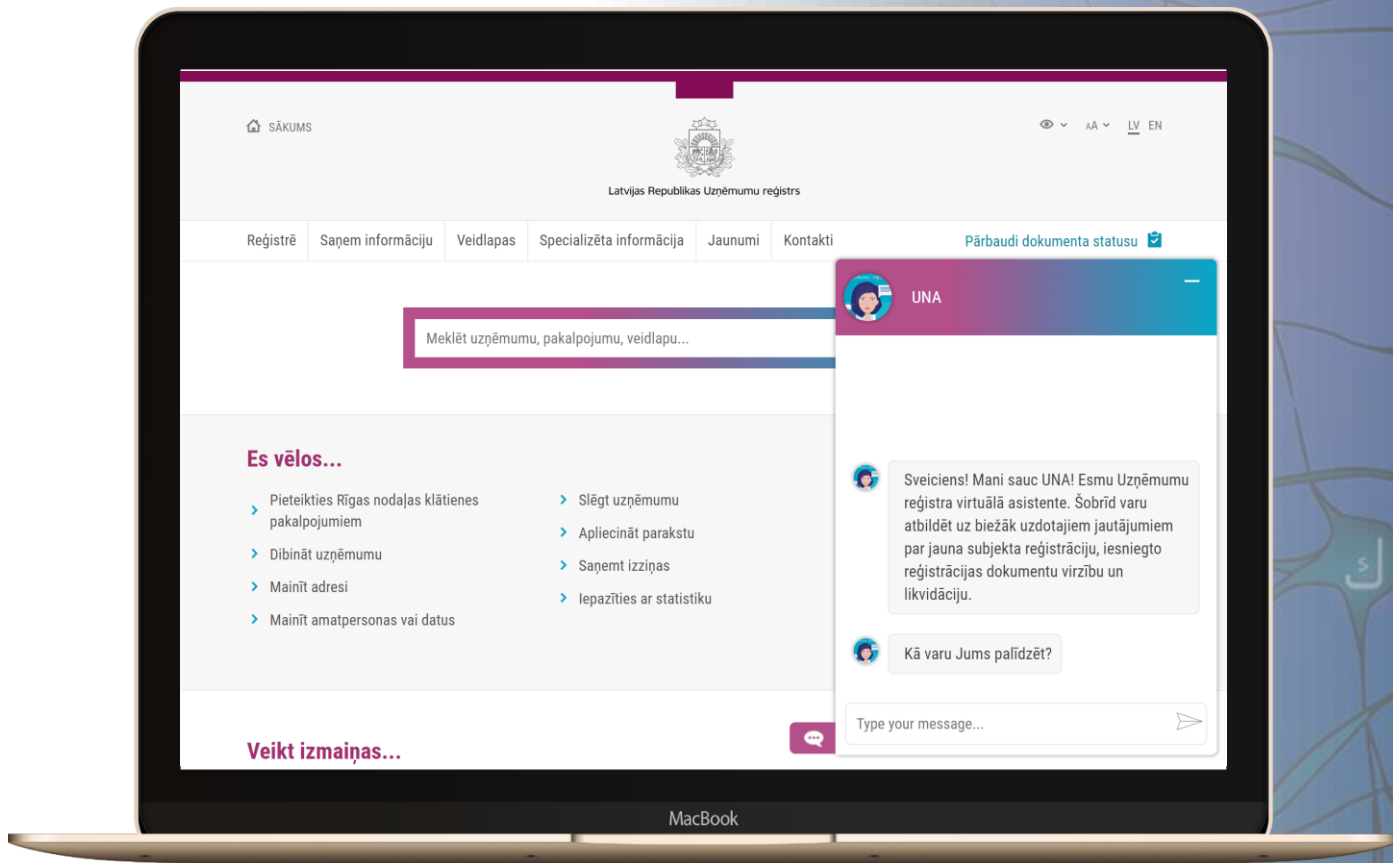 SĀKUMS
AA
LV EN
Latvijas Republikas Uzņēmumu reģistrs
Reģistrē
Saņem informāciju
Veidlapas
Specializēta informācija
Jaunumi
Kontakti
Pārbaudi dokumenta statusu
Meklēt uzņēmumu, pakalpojumu, veidlapu...
Es vēlos...
Pieteikties Rīgas nodaļas klātienes
pakalpojumiem
Dibināt uzņēmumu
Mainīt adresi
Mainīt amatpersonas vai datus
Slēgt uzņēmumu
Apliecināt parakstu
Saņemt izziņas
Iepazīties ar statistiku
Veikt izmaiņas...
UNA
Sveiciens! Mani sauc UNA! Esmu Uzņēmumu
reģistra virtuālā asistente. Šobrīd varu
atbildēt uz biežāk uzdotajiem jautājumiem
par jauna subjekta reģistrāciju, iesniegto
reģistrācijas dokumentu virzību un
likvidāciju.
Kā varu Jums palīdzēt?
Type your message...
MacBook